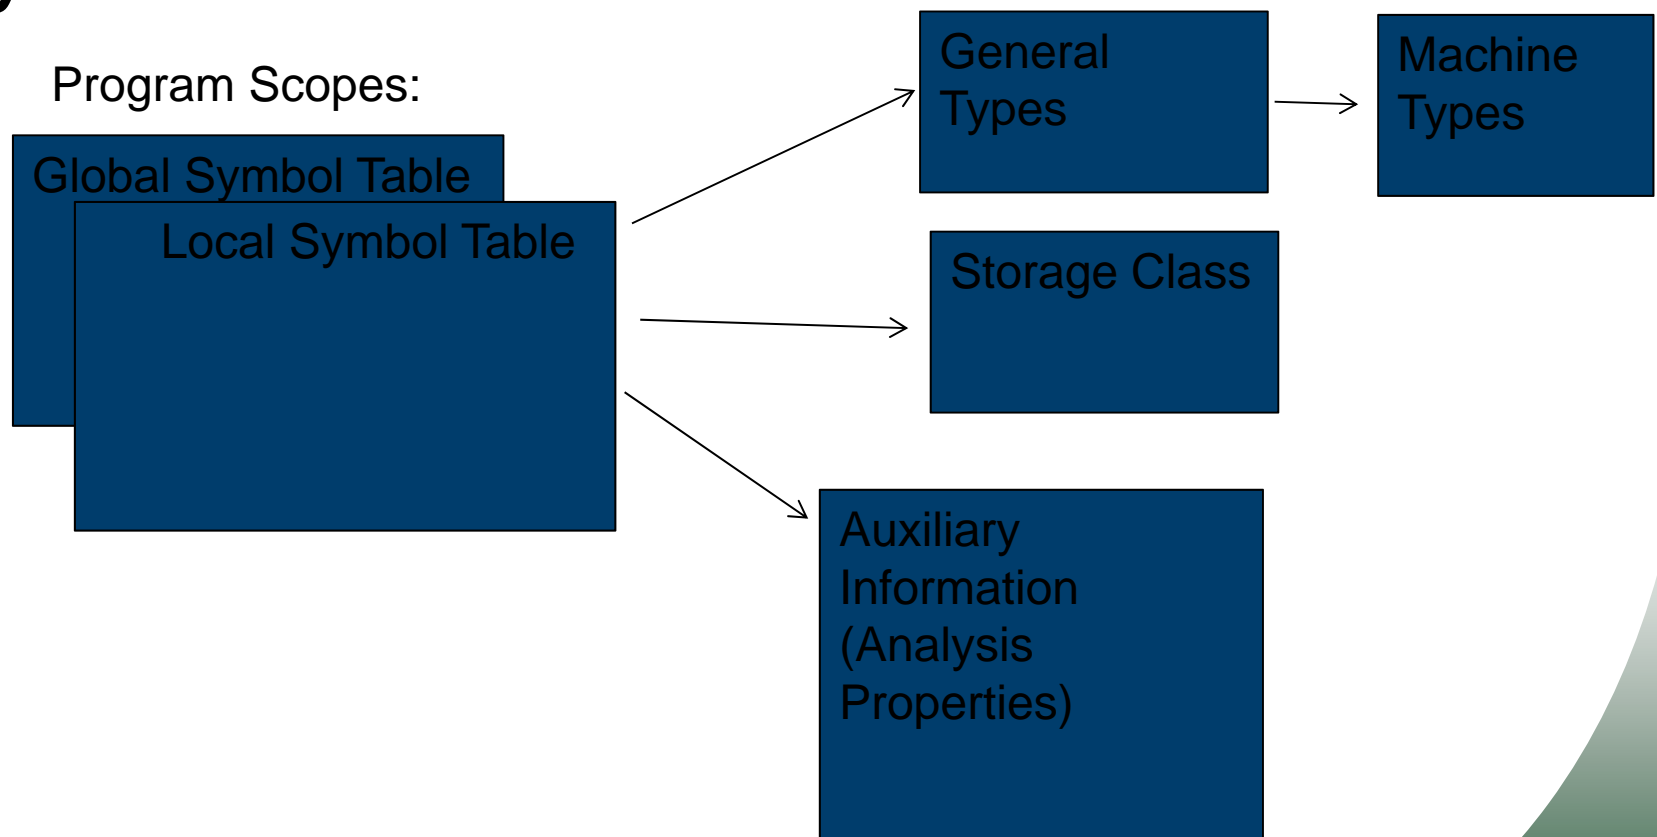 Program Scopes:
Global Symbol Table
Local Symbol Table
General
Types
Machine
Types
Storage Class
Auxiliary
Information
(Analysis
Properties)